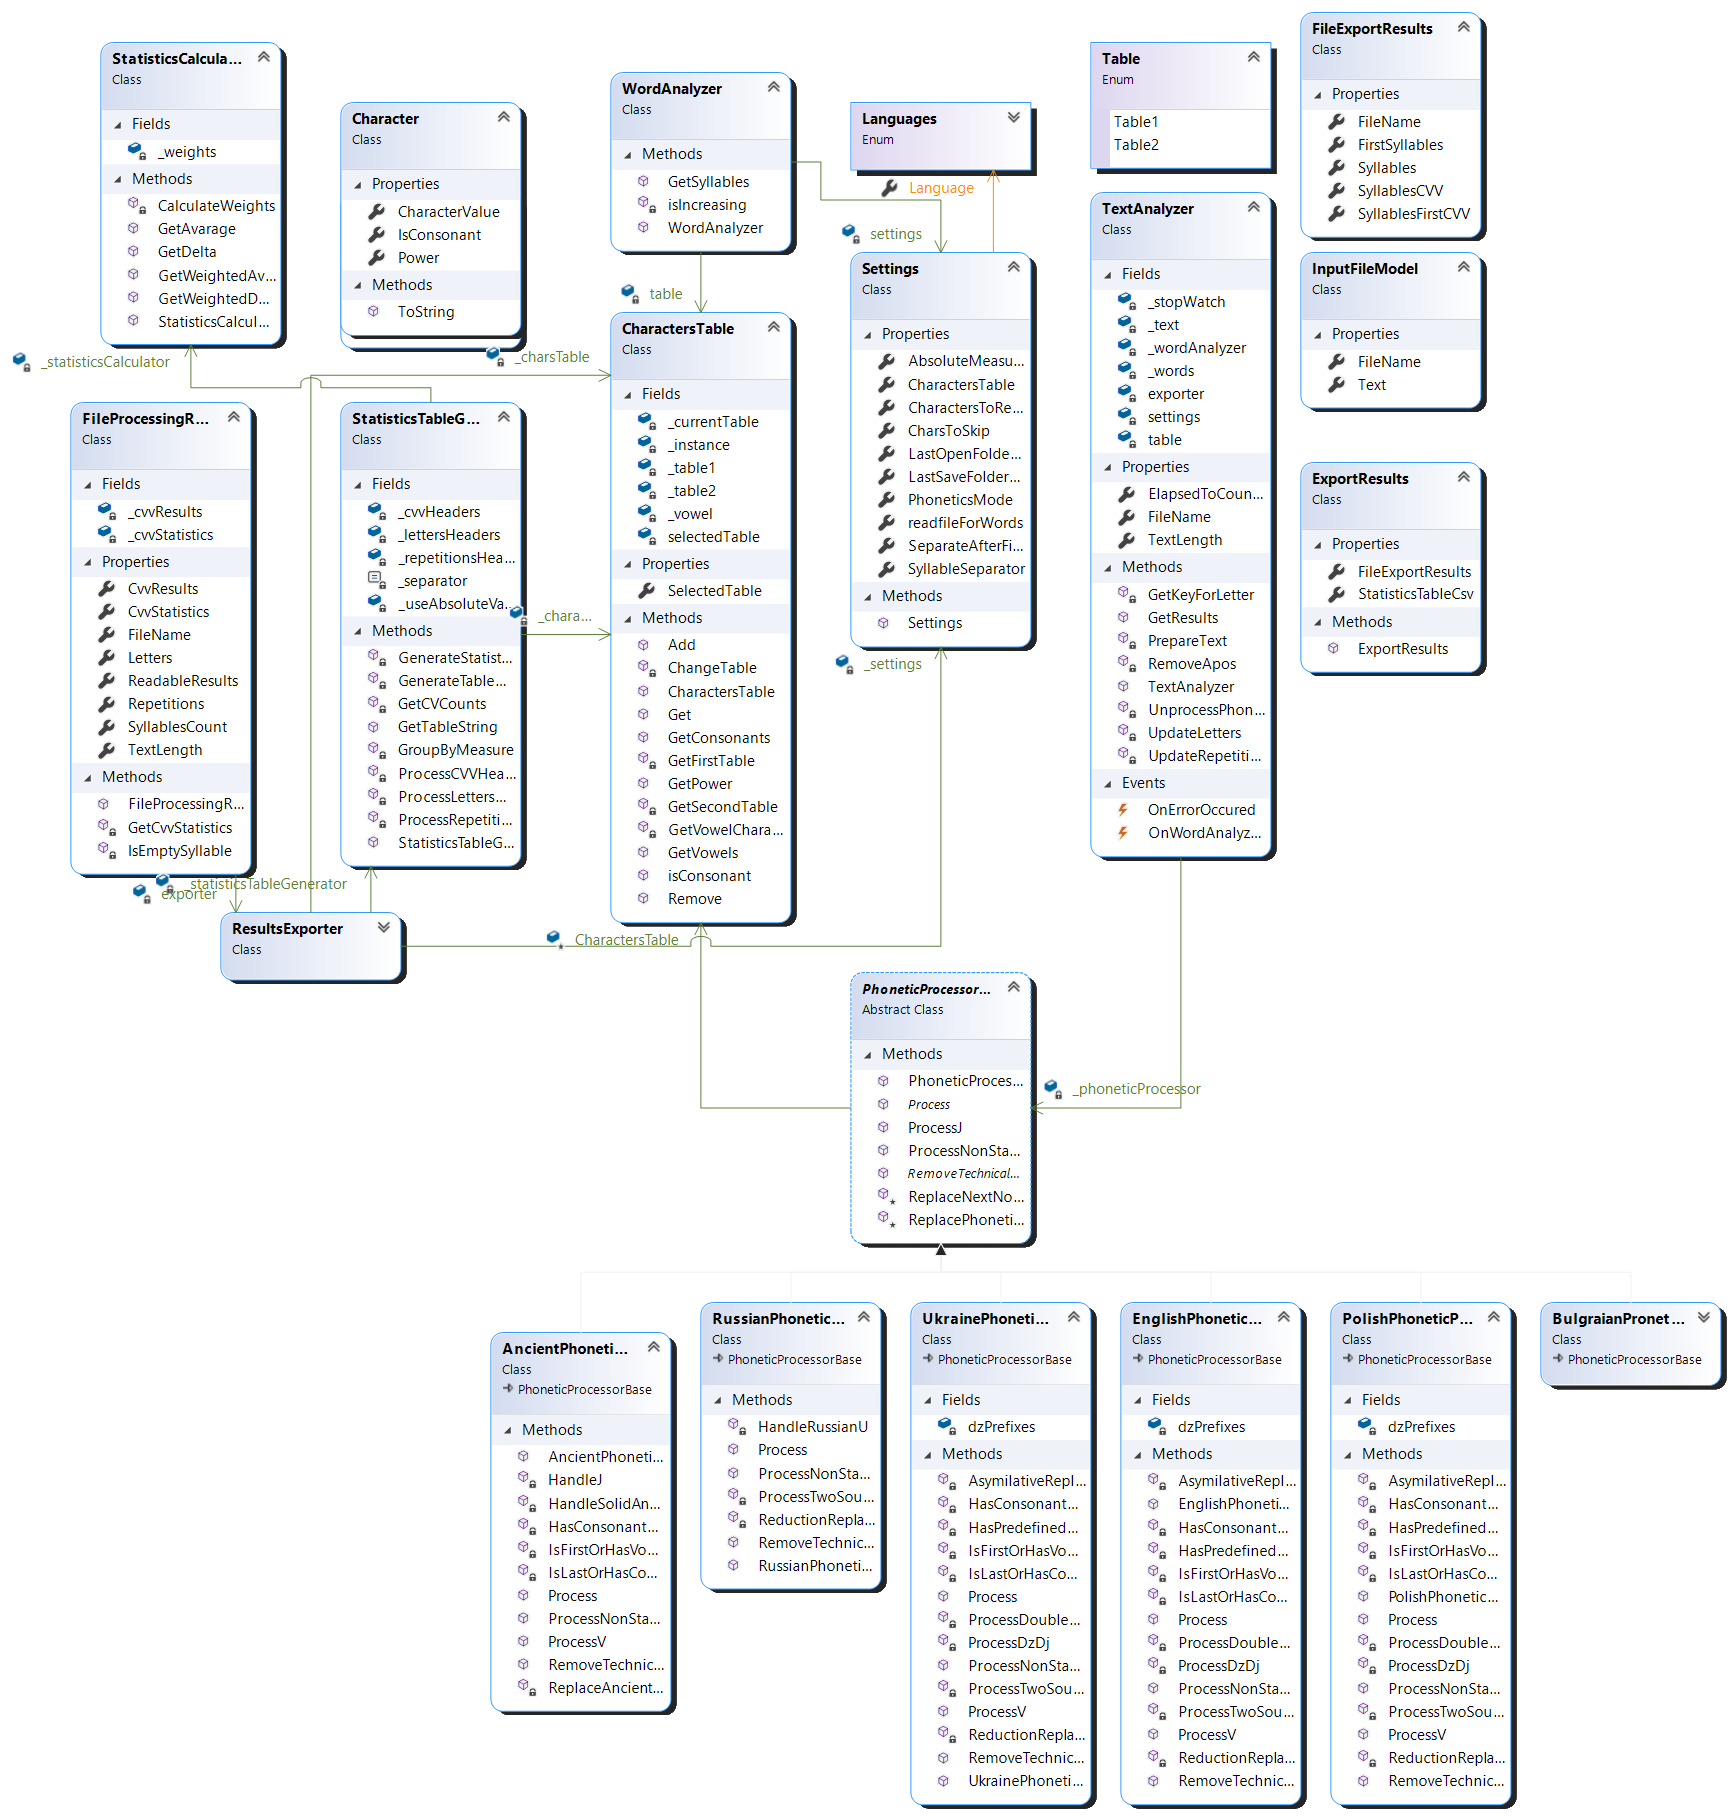 StatisticsCalcula...
Class
Fields
_weights
Methods
CalculateWeights
GetAvarage
GetDelta
GetWeightedAv...
GetWeightedD...
StatisticsCalcul...
Character
Class
Properties
CharacterValue
IsConsonant
Power
Methods
ToString
WordAnalyzer
Class
Methods
GetSyllables
isIncreasing
WordAnalyzer
Languages
Enum
Language
settings
table
Table
Enum
Table1
Table2
FileExportResults
Class
Properties
FileName
FirstSyllables
Syllables
SyllablesCVV
SyllablesFirstCVV
InputFileModel
Class
Properties
FileName
Text
ExportResults
Class
Properties
FileExportResults
StatisticsTableCsv
Methods
ExportResults
TextAnalyzer
Class
Fields
_stopWatch
_text
_wordAnalyzer
_words
exporter
settings
table
Properties
ElapsedToCoun...
FileName
TextLength
Methods
GetKeyForLetter
GetResults
PrepareText
RemoveApos
TextAnalyzer
UnprocessPhon...
UpdateLetters
UpdateRepetiti...
Events
OnErrorOccured
OnWordAnalyz...
Settings
Class
Properties
AbsoluteMeasu...
CharactersTable
CharactersToRe...
CharsToSkip
LastOpenFolde...
LastSaveFolder...
PhoneticsMode
readfileForWords
SeparateAfterFi...
SyllableSeparator
Methods
Settings
_settings
CharactersTable
Class
Fields
_currentTable
_instance
_table1
_table2
_vowel
selectedTable
Properties
SelectedTable
Methods
Add
ChangeTable
CharactersTable
Get
GetConsonants
GetFirstTable
GetPower
GetSecondTable
GetVowelChara...
GetVowels
isConsonant
Remove
_charsTable
_statisticsCalculator
FileProcessingR...
Class
Fields
_cvvResults
_cvvStatistics
Properties
CvvResults
CvvStatistics
FileName
Letters
ReadableResults
Repetitions
SyllablesCount
TextLength
Methods
FileProcessingR...
GetCvvStatistics
IsEmptySyllable
StatisticsTableG...
Class
Fields
_cvvHeaders
_lettersHeaders
_repetitionsHea...
_separator
_useAbsoluteVa...
Methods
GenerateStatist...
GenerateTable...
GetCVCounts
GetTableString
GroupByMeasure
ProcessCVVHea...
ProcessLetters...
ProcessRepetiti...
StatisticsTableG...
_chara...
_statisticsTableGenerator
exporter
ResultsExporter
Class
CharactersTable
PhoneticProcessor...
Abstract Class
Methods
PhoneticProces...
Process
ProcessJ
ProcessNonSta...
RemoveTechnical...
ReplaceNextNo...
ReplacePhoneti...
_phoneticProcessor
AncientPhoneti...
Class
PhoneticProcessorBase
Methods
AncientPhoneti...
HandleJ
HandleSolidAn...
HasConsonant...
IsFirstOrHasVo...
IsLastOrHasCo...
Process
ProcessNonSta...
ProcessV
RemoveTechnic...
ReplaceAncient...
RussianPhonetic...
Class
PhoneticProcessorBase
Methods
HandleRussianU
Process
ProcessNonSta...
ProcessTwoSou...
ReductionRepla...
RemoveTechnic...
RussianPhoneti...
UkrainePhoneti...
Class
PhoneticProcessorBase
Fields
dzPrefixes
Methods
AsymilativeRepl...
HasConsonant...
HasPredefined...
IsFirstOrHasVo...
IsLastOrHasCo...
Process
ProcessDouble...
ProcessDzDj
ProcessNonSta...
ProcessTwoSou...
ProcessV
ReductionRepla...
RemoveTechnic...
UkrainePhoneti...
EnglishPhonetic...
Class
PhoneticProcessorBase
Fields
dzPrefixes
Methods
AsymilativeRepl...
EnglishPhoneti...
HasConsonant...
HasPredefined...
IsFirstOrHasVo...
IsLastOrHasCo...
Process
ProcessDouble...
ProcessDzDj
ProcessNonSta...
ProcessTwoSou...
ProcessV
ReductionRepla...
RemoveTechnic...
PolishPhoneticP...
Class
PhoneticProcessorBase
Fields
dzPrefixes
Methods
AsymilativeRepl...
HasConsonant...
HasPredefined...
IsFirstOrHasVo...
IsLastOrHasCo...
PolishPhonetic...
Process
ProcessDouble...
ProcessDzDj
ProcessNonSta...
ProcessTwoSou...
ProcessV
ReductionRepla...
RemoveTechnic...
BulgraianPronet...
Class
PhoneticProcessorBase